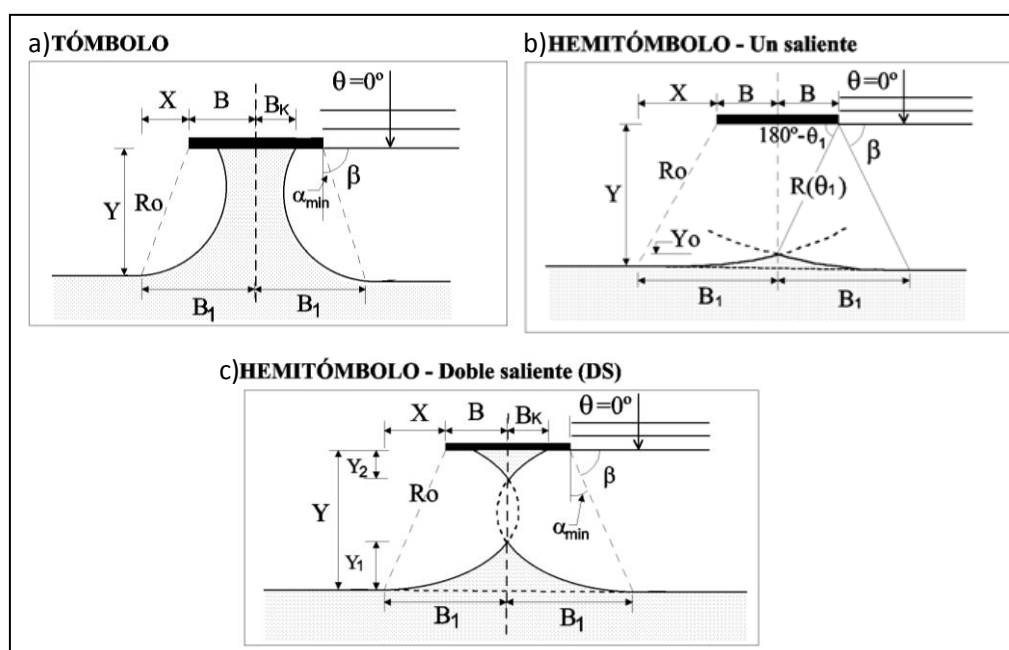 a) TÓMBOLO
X B BK θ=0º
Y Ro αmin β
B1 B1
b) HEMITÓMBOLO - Un saliente
X B B θ=0º
180º-θ1 β
Y Ro R(θ1)
Yo
B1 B1
c) HEMITÓMBOLO - Doble saliente (DS)
X B BK θ=0º
Y2 β
Y Ro αmin
Y1
B1 B1